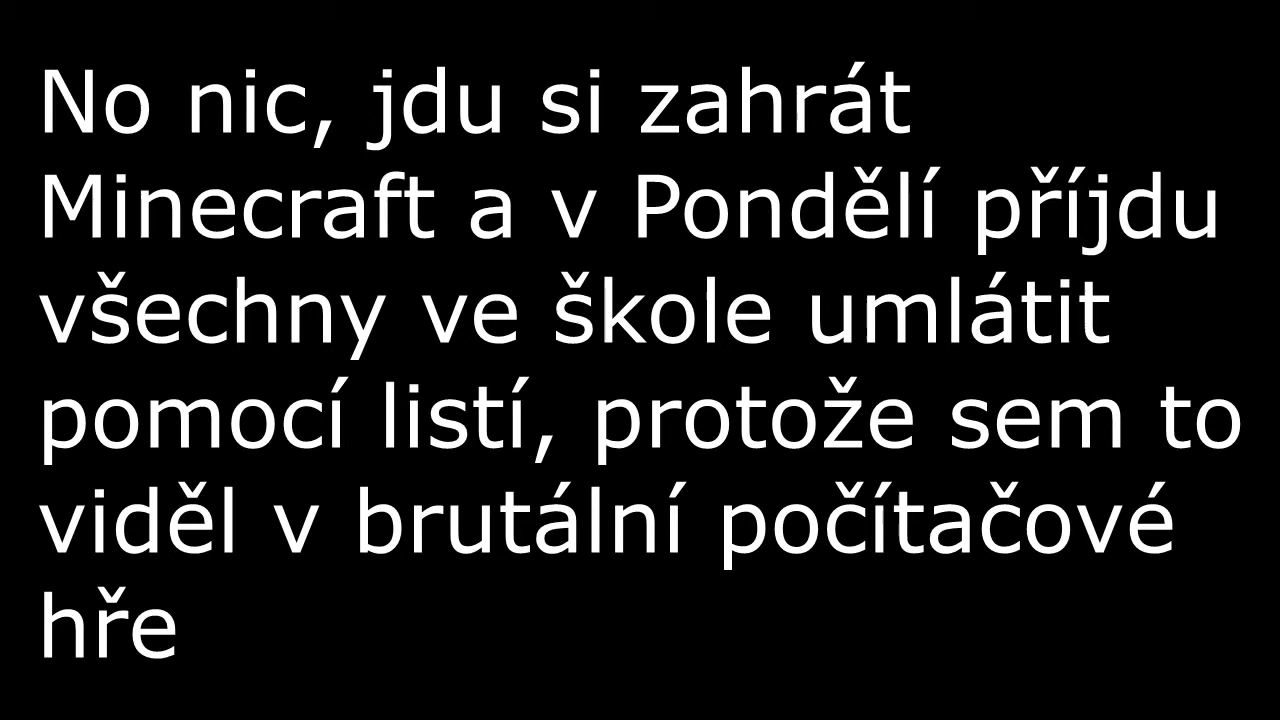 No nic, jdu si zahrát
Minecraft a v Pondělí příjdu
všechny ve škole umlátit
pomocí listí, protože sem to
viděl v brutální počítačové
hře